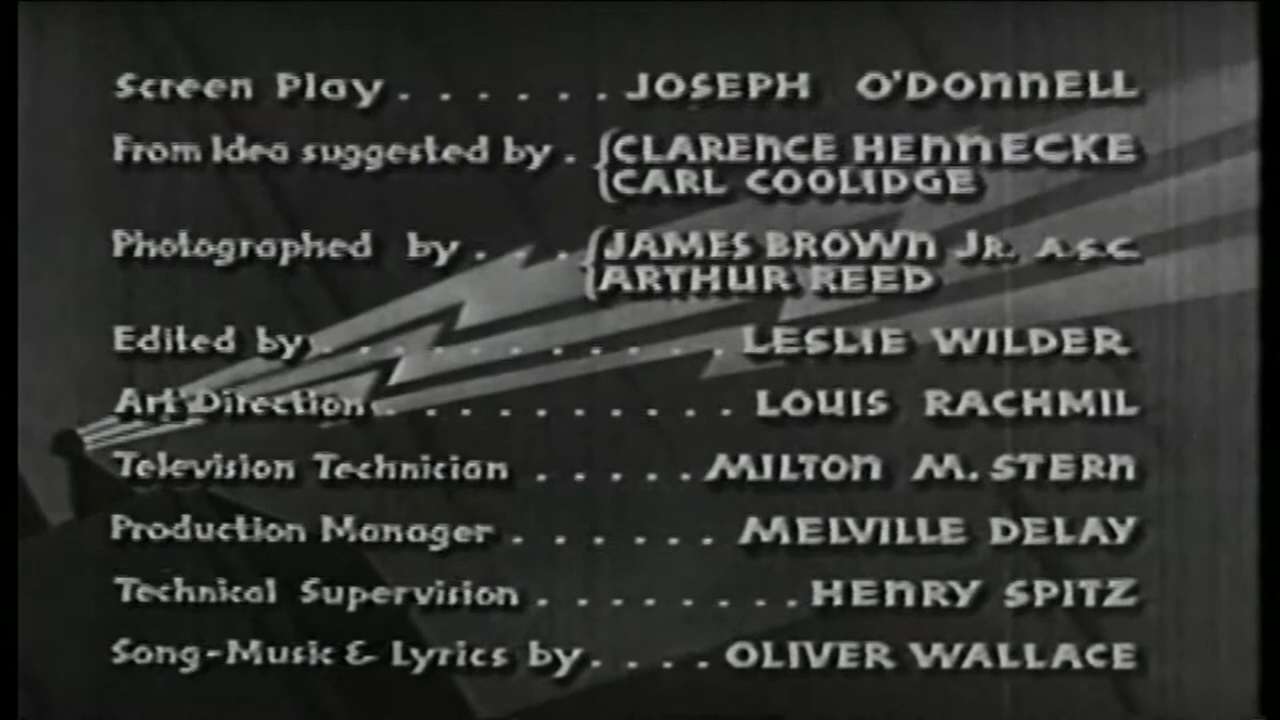 Screen Play . . . . . . . JOSEPH O'DONNELL
From Idea suggested by . {CLARENCE HENNECKE
{CARL COOLIDGE
Photographed by . . . {JAMES BROWN JR. A.S.C.
{ARTHUR REED
Edited by . . . . . . . . . . . LESLIE WILDER
Art Direction . . . . . . . . . . LOUIS RACHMIL
Television Technician . . . . . MILTON M. STERN
Production Manager . . . . . . MELVILLE DELAY
Technical Supervision . . . . . . . . HENRY SPITZ
Song-Music & Lyrics by . . . . OLIVER WALLACE